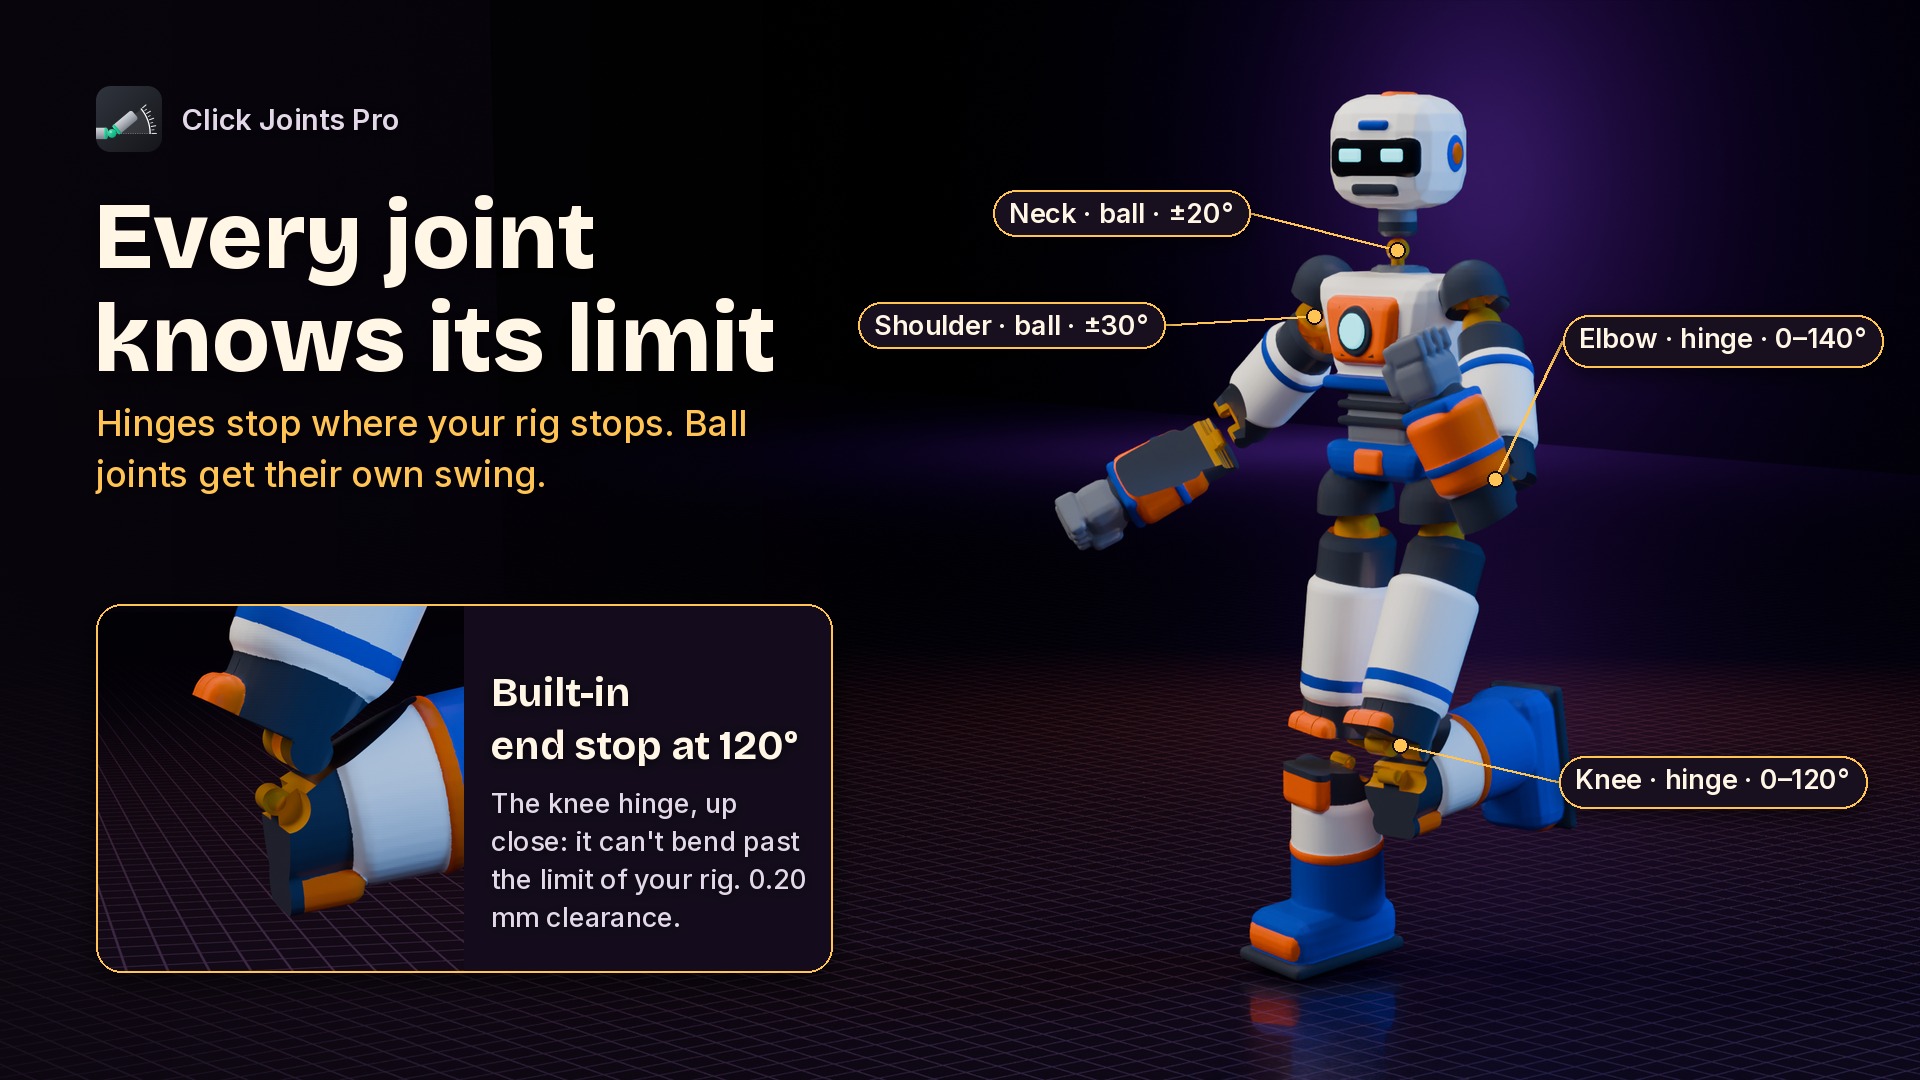 Click Joints Pro
Every joint
knows its limit
Hinges stop where your rig stops. Ball
joints get their own swing.
Neck · ball · ±20°
Shoulder · ball · ±30°
Elbow · hinge · 0–140°
Knee · hinge · 0–120°
Built-in
end stop at 120°
The knee hinge, up
close: it can't bend past
the limit of your rig. 0.20
mm clearance.